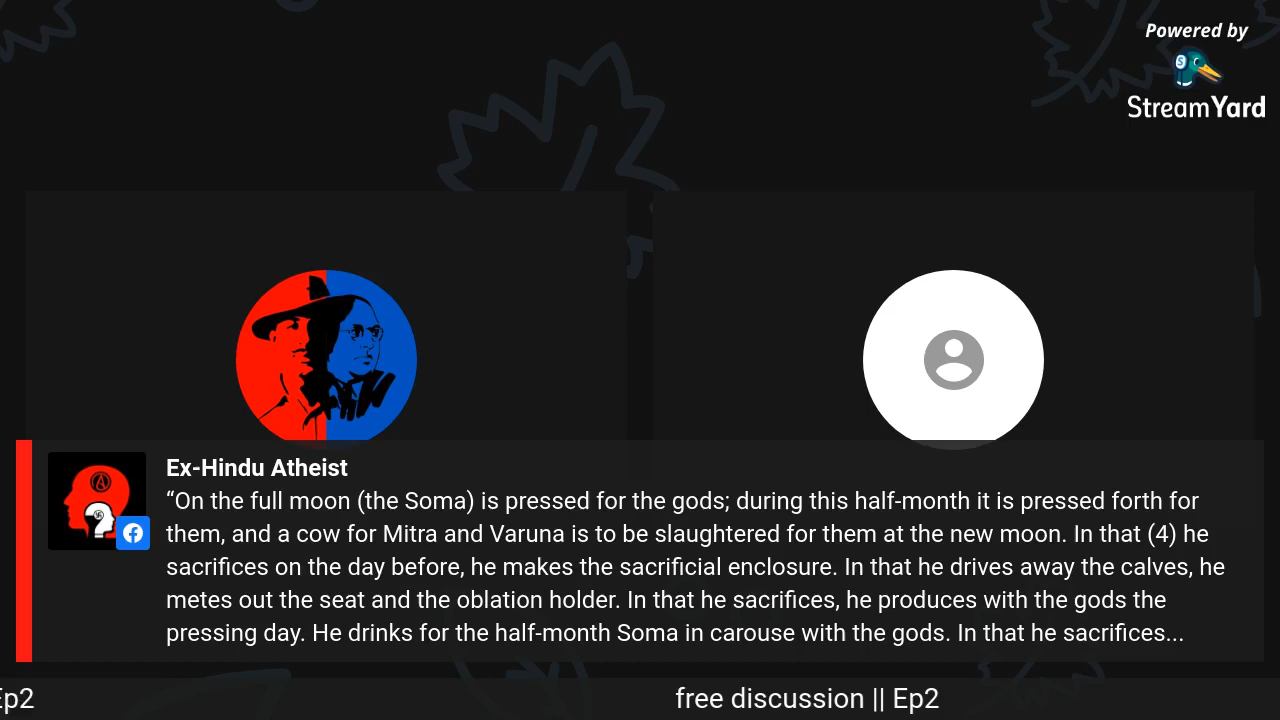 Powered by
StreamYard
Ex-Hindu Atheist
“On the full moon (the Soma) is pressed for the gods; during this half-month it is pressed forth for
them, and a cow for Mitra and Varuna is to be slaughtered for them at the new moon. In that (4) he
sacrifices on the day before, he makes the sacrificial enclosure. In that he drives away the calves, he
metes out the seat and the oblation holder. In that he sacrifices, he produces with the gods the
pressing day. He drinks for the half-month Soma in carouse with the gods. In that he sacrifices...
Ep2 free discussion || Ep2